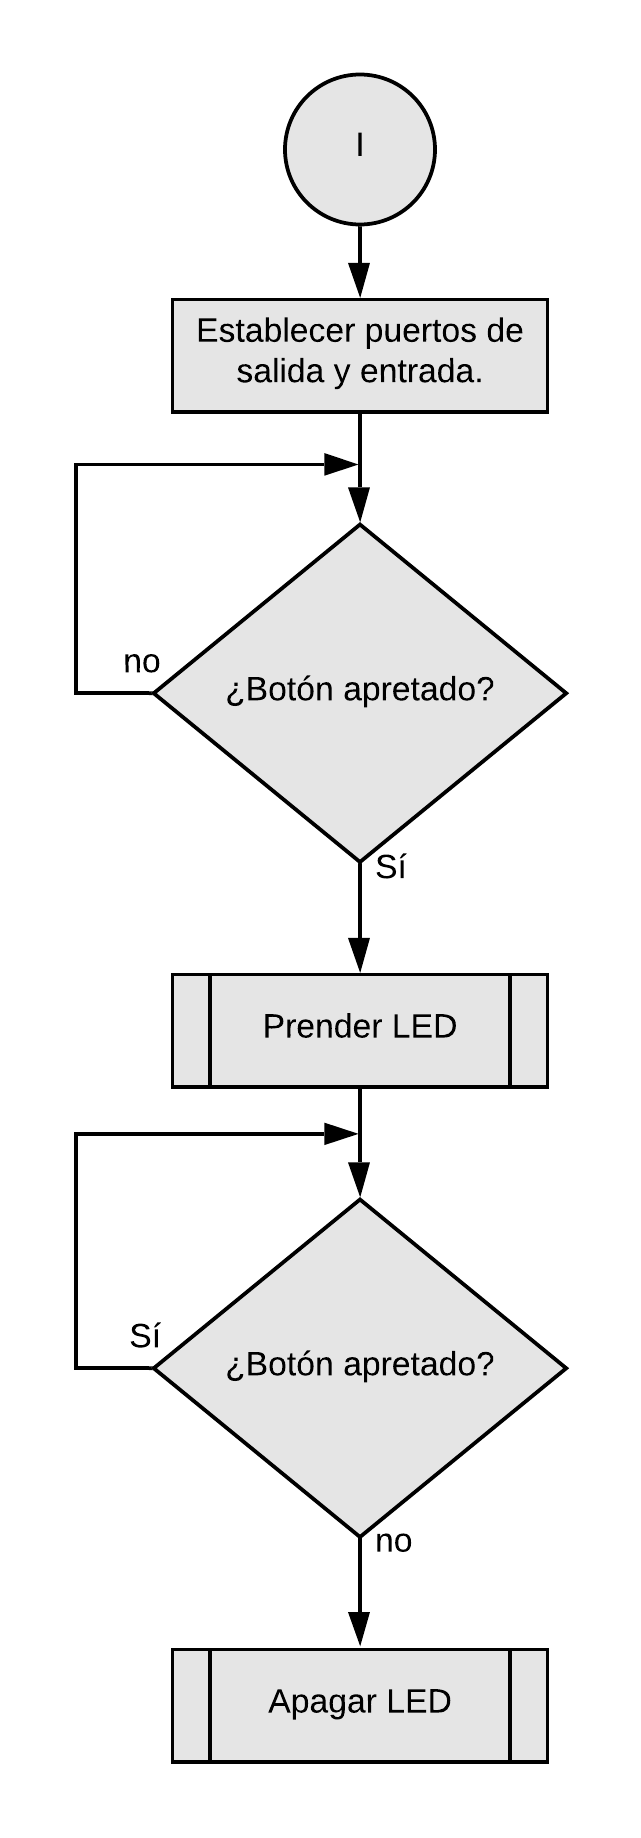 I
Establecer puertos de
salida y entrada.
no
¿Botón apretado?
Sí
Prender LED
Sí
¿Botón apretado?
no
Apagar LED